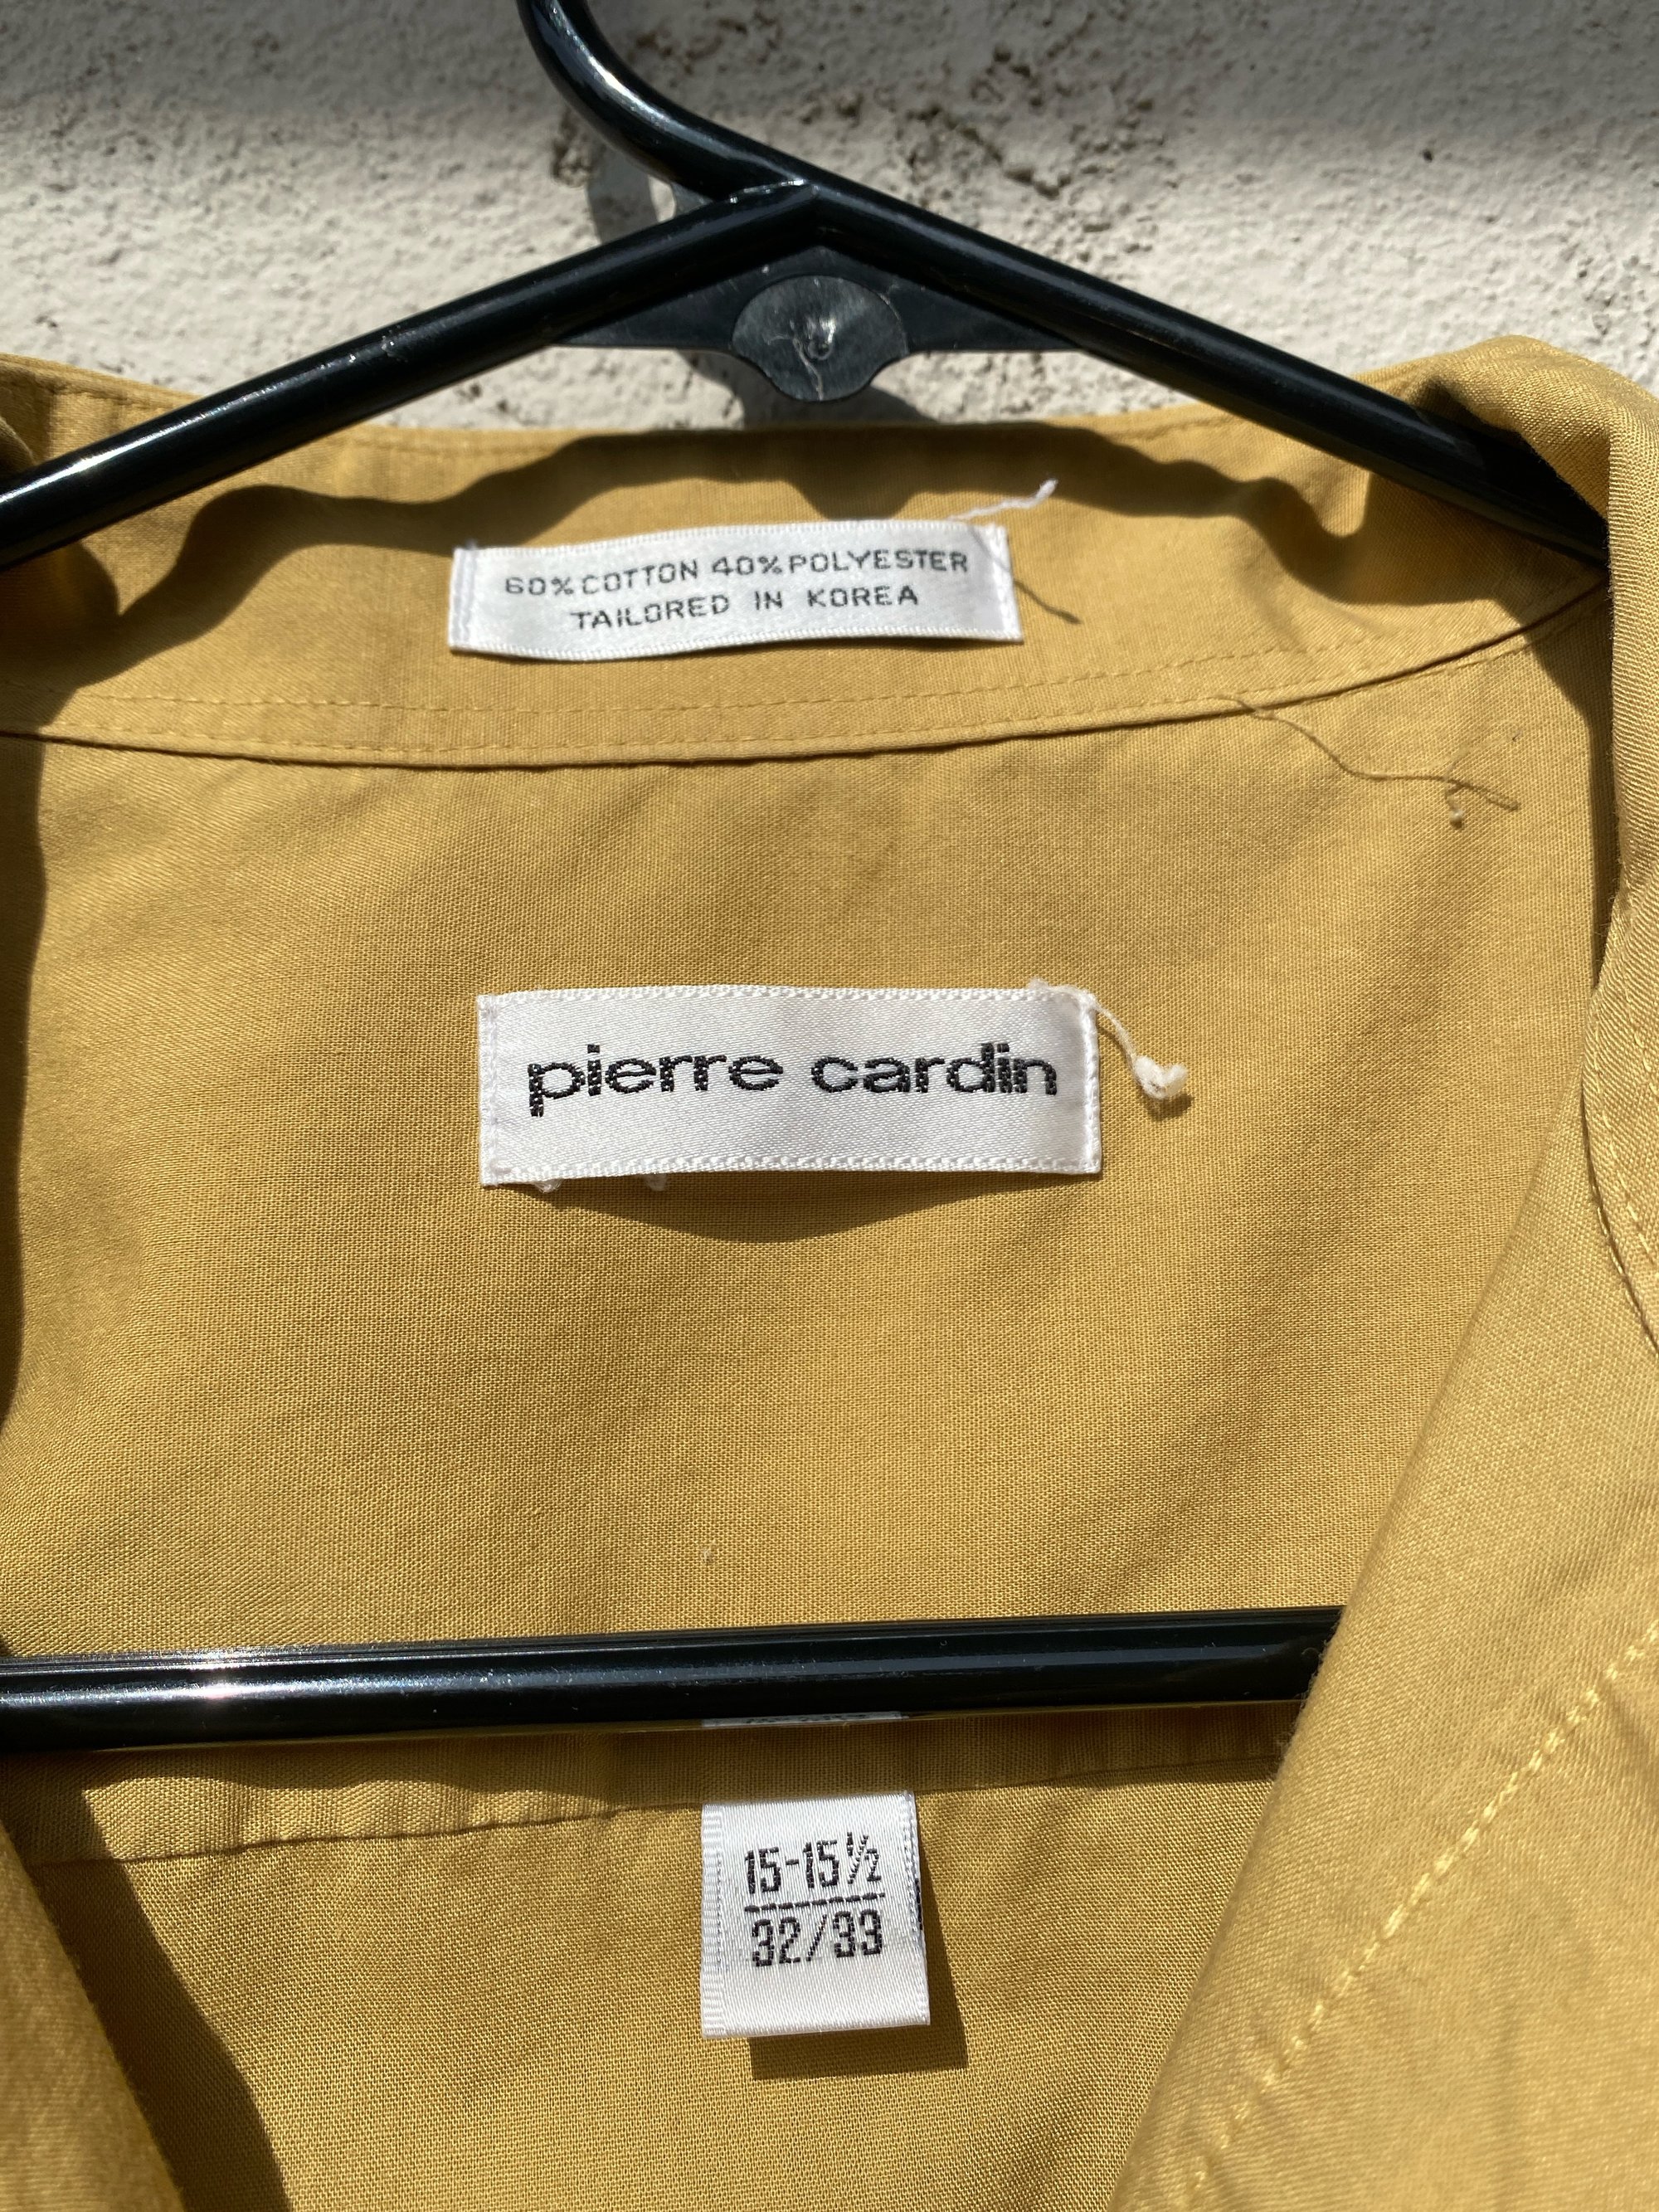 60% COTTON 40% POLYESTER
TAILORED IN KOREA
pierre cardin
15-15½
32/33